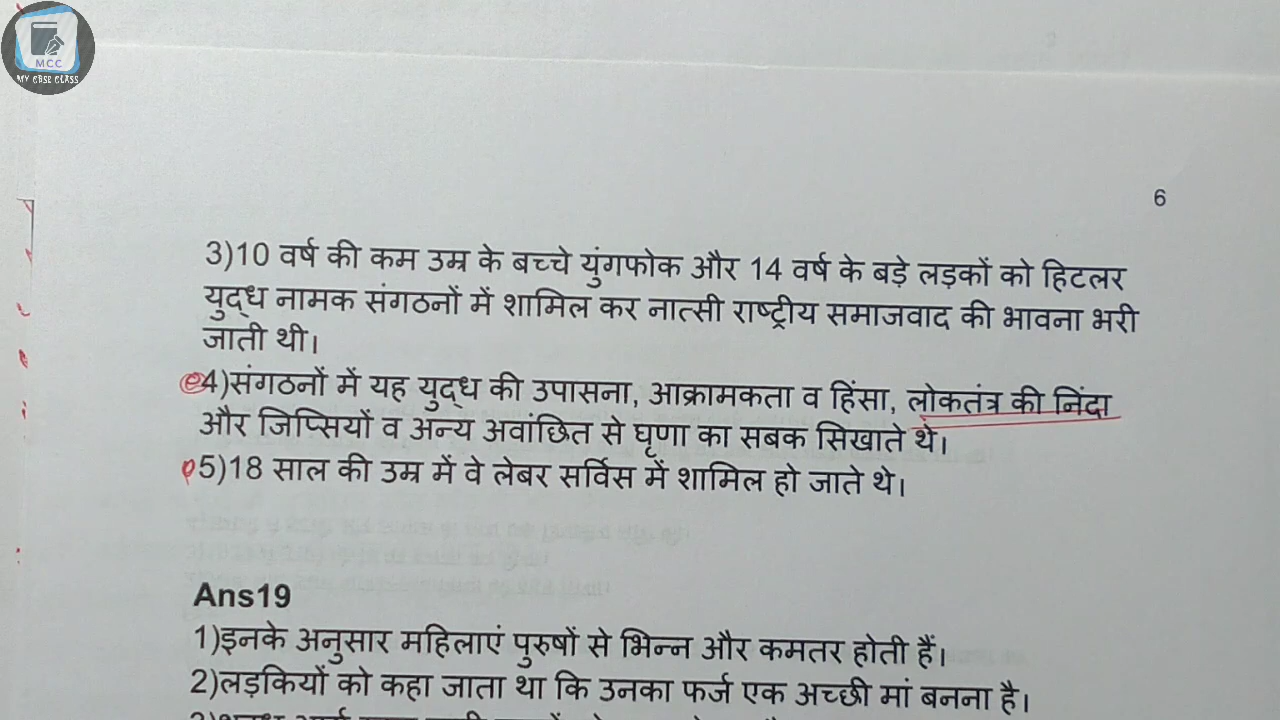 MCC
MY CBSE CLASS
6
3)10 वर्ष की कम उम्र के बच्चे युंगफोक और 14 वर्ष के बड़े लड़कों को हिटलर
युद्ध नामक संगठनों में शामिल कर नात्सी राष्ट्रीय समाजवाद की भावना भरी
जाती थी।
4)संगठनों में यह युद्ध की उपासना, आक्रामकता व हिंसा, लोकतंत्र की निंदा
और जिप्सियों व अन्य अवांछित से घृणा का सबक सिखाते थे।
5)18 साल की उम्र में वे लेबर सर्विस में शामिल हो जाते थे।
Ans19
1)इनके अनुसार महिलाएं पुरुषों से भिन्न और कमतर होती हैं।
2)लड़कियों को कहा जाता था कि उनका फर्ज एक अच्छी मां बनना है।